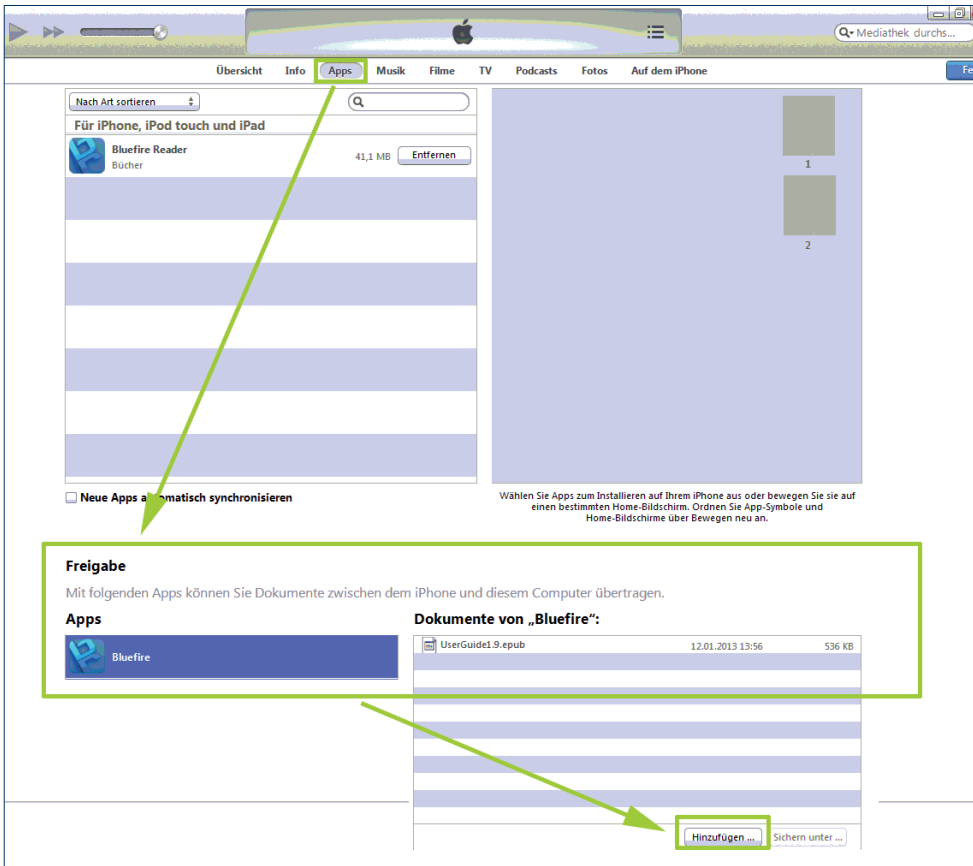 Mediathek durchs...
Übersicht Info Apps Musik Filme TV Podcasts Fotos Auf dem iPhone
Fe
Nach Art sortieren
Für iPhone, iPod touch und iPad
Bluefire Reader
Bücher
41,1 MB Entfernen
1
2
Neue Apps automatisch synchronisieren
Wählen Sie Apps zum Installieren auf Ihrem iPhone aus oder bewegen Sie sie auf
einen bestimmten Home-Bildschirm. Ordnen Sie App-Symbole und
Home-Bildschirme über Bewegen neu an.
Freigabe
Mit folgenden Apps können Sie Dokumente zwischen dem iPhone und diesem Computer übertragen.
Apps
Bluefire
Dokumente von „Bluefire“:
UserGuide1.9.epub 12.01.2013 13:56 536 KB
Hinzufügen ... Sichern unter ...